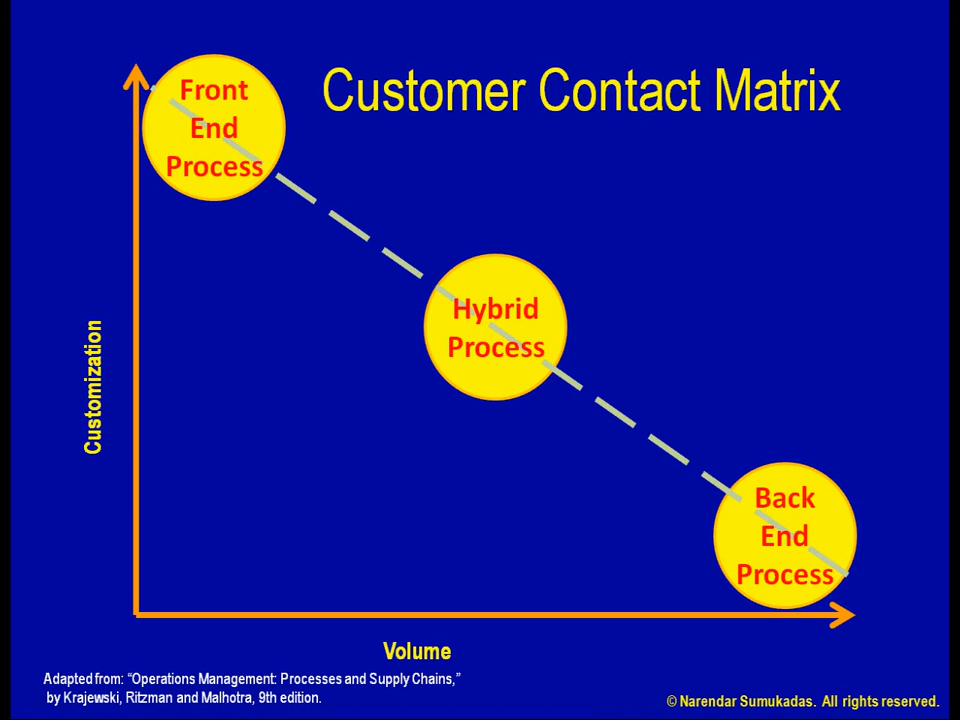 Customer Contact Matrix
Front
End
Process
Hybrid
Process
Back
End
Process
Customization
Volume
Adapted from: “Operations Management: Processes and Supply Chains,”
by Krajewski, Ritzman and Malhotra, 9th edition.
© Narendar Sumukadas. All rights reserved.